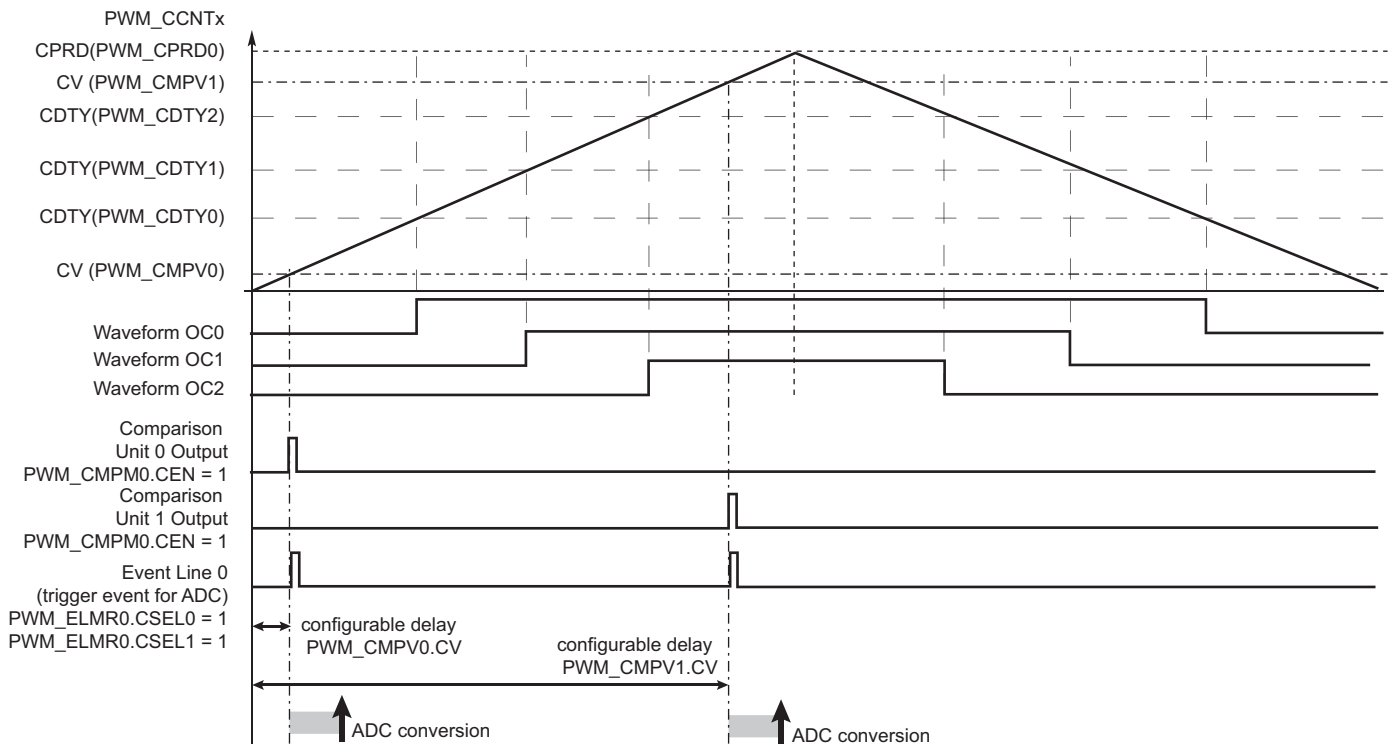 PWM_CCNTx
CPRD(PWM_CPRD0)
CV (PWM_CMPV1)
CDTY(PWM_CDTY2)
CDTY(PWM_CDTY1)
CDTY(PWM_CDTY0)
CV (PWM_CMPV0)
Waveform OC0
Waveform OC1
Waveform OC2
Comparison
Unit 0 Output
PWM_CMPM0.CEN = 1
Comparison
Unit 1 Output
PWM_CMPM0.CEN = 1
Event Line 0
(trigger event for ADC)
PWM_ELMR0.CSEL0 = 1
PWM_ELMR0.CSEL1 = 1
configurable delay
PWM_CMPV0.CV
configurable delay
PWM_CMPV1.CV
ADC conversion
ADC conversion